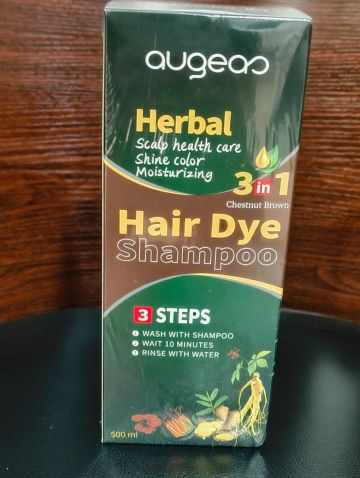 augeas
Herbal
Scalp health care
Shine color
Moisturizing
3 in 1
Chestnut Brown
Hair Dye
Shampoo
3 STEPS
1 WASH WITH SHAMPOO
2 WAIT 10 MINUTES
3 RINSE WITH WATER
500 ml